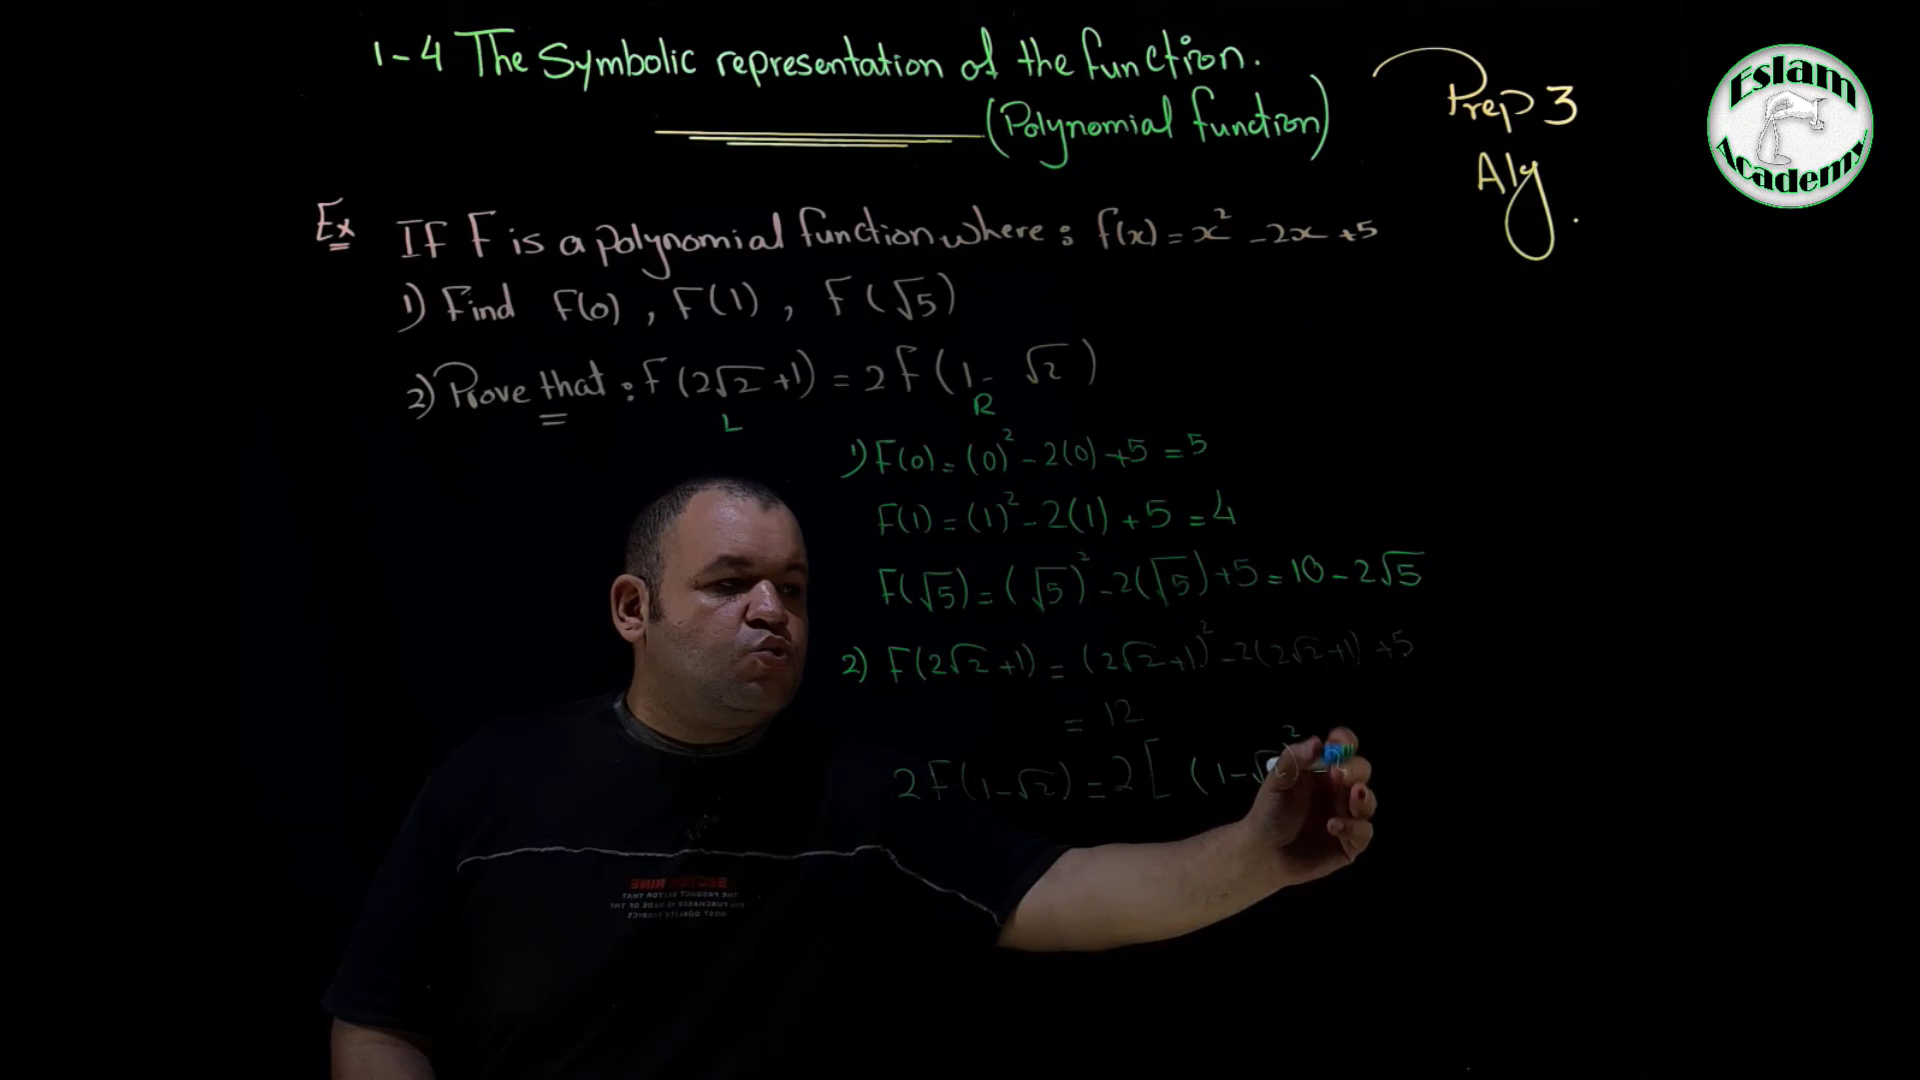 1-4 The Symbolic representation of the function.
(Polynomial function)
Prep 3
Alg.
Eslam Academy
Ex IF F is a polynomial function where: f(x) = x² - 2x + 5
1) Find F(0), F(1), F(√5)
2) Prove that: F(2√2 + 1) = 2F(1 - √2)
L R
1) F(0) = (0)² - 2(0) + 5 = 5
F(1) = (1)² - 2(1) + 5 = 4
F(√5) = (√5)² - 2(√5) + 5 = 10 - 2√5
2) F(2√2 + 1) = (2√2 + 1)² - 2(2√2 + 1) + 5
= 12
2F(1 - √2) = 2[(1 - √2)² - 2